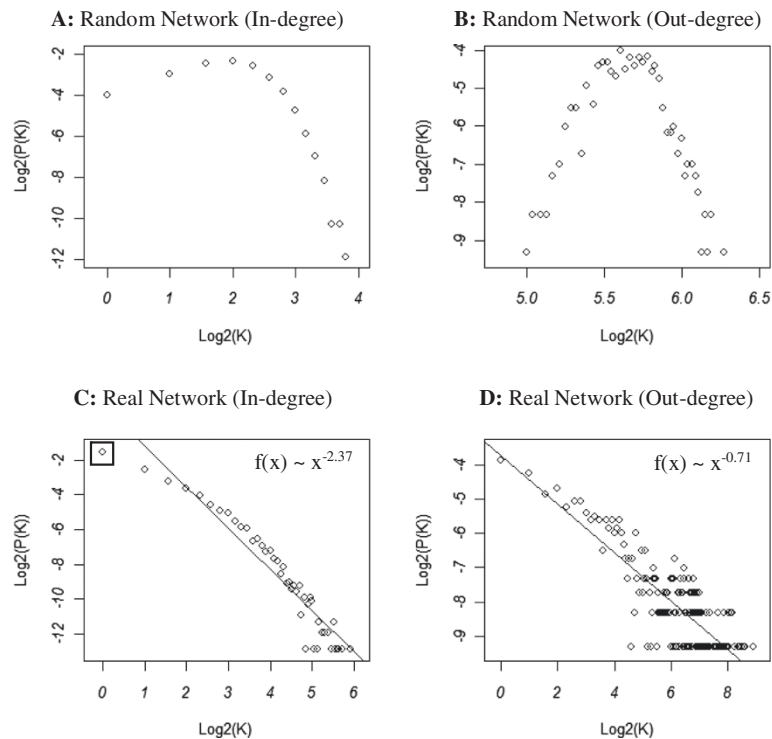 A: Random Network (In-degree)
-2
-4
-6
-8
-10
-12
Log2(P(K))
0 1 2 3 4
Log2(K)
B: Random Network (Out-degree)
-4
-5
-6
-7
-8
-9
Log2(P(K))
5.0 5.5 6.0 6.5
Log2(K)
C: Real Network (In-degree)
f(x) ~ x-2.37
-2
-4
-6
-8
-10
-12
Log2(P(K))
0 1 2 3 4 5 6
Log2(K)
D: Real Network (Out-degree)
f(x) ~ x-0.71
-4
-5
-6
-7
-8
-9
Log2(P(K))
0 2 4 6 8
Log2(K)